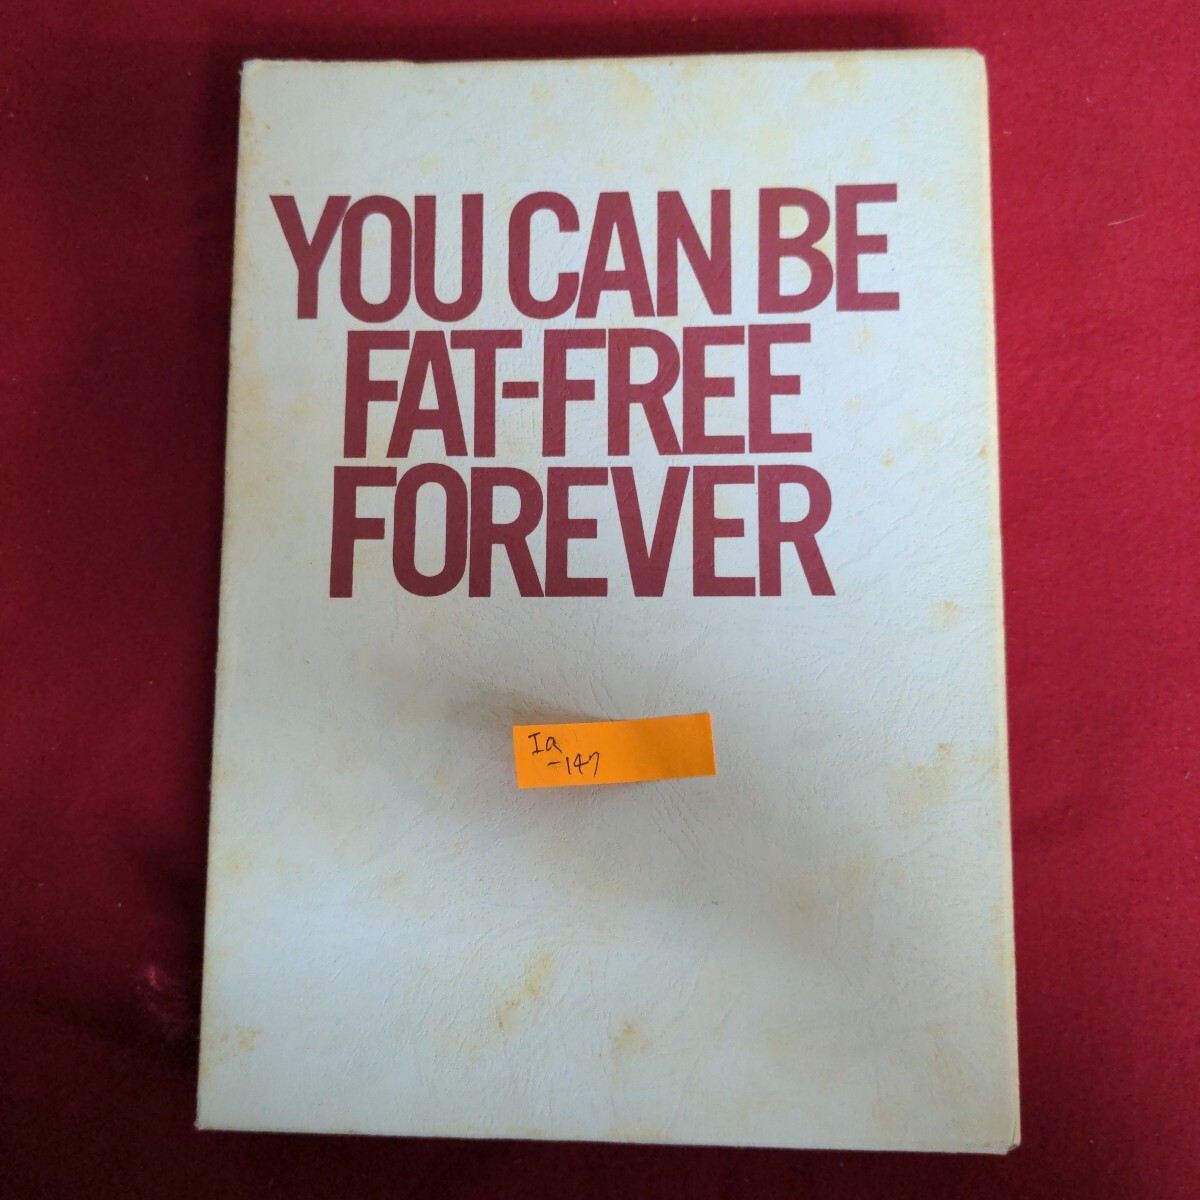 YOU CAN BE
FAT-FREE
FOREVER
Ia
-147